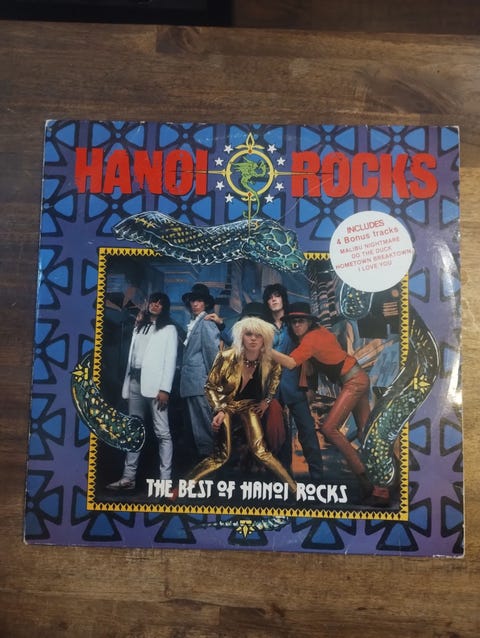 HANOI ROCKS
INCLUDES
4 Bonus tracks
MALIBU NIGHTMARE
DO THE DUCK
HOMETOWN BREAKTOWN
I LOVE YOU
THE BEST OF HANOI ROCKS